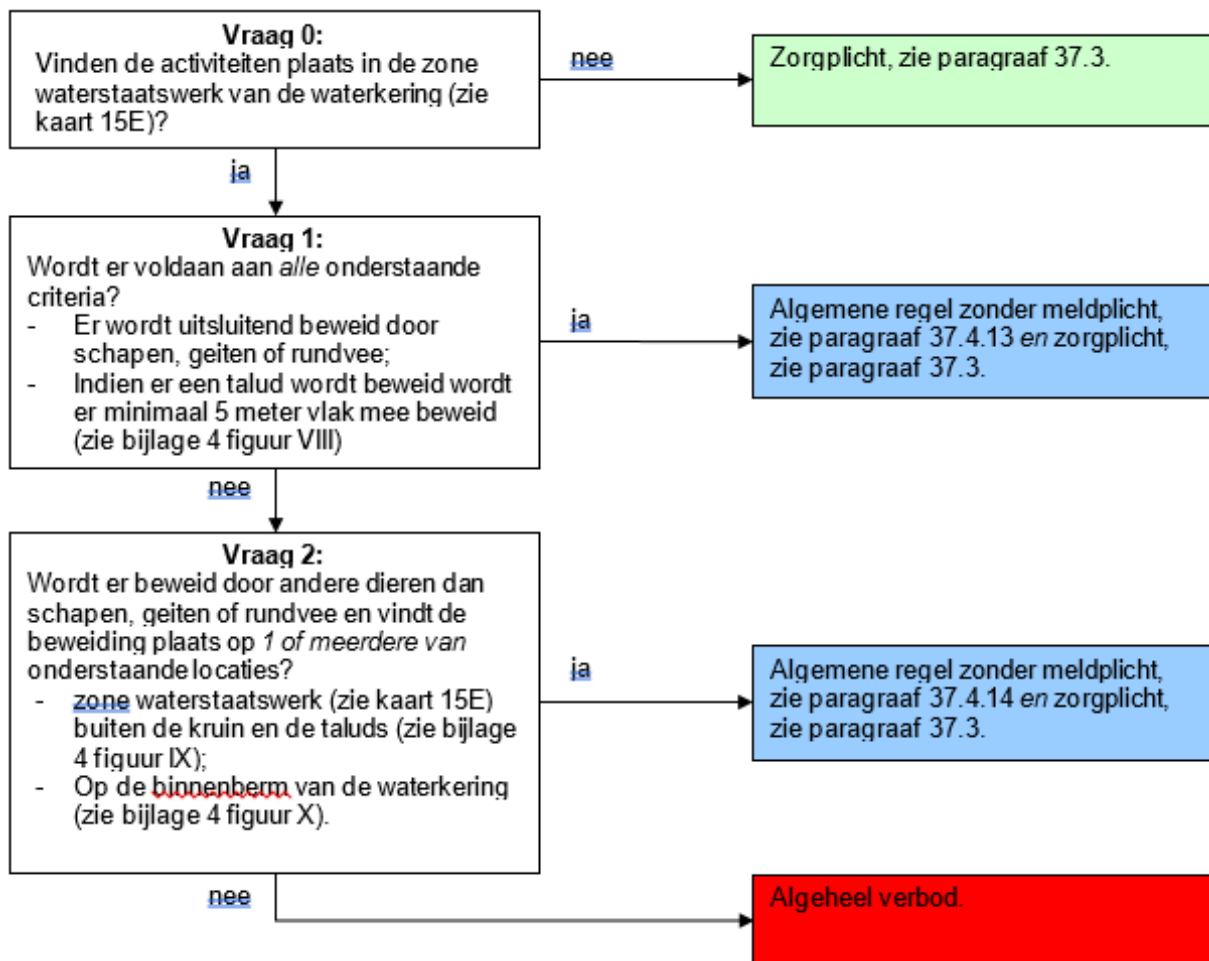 Vraag 0:
Vinden de activiteiten plaats in de zone
waterstaatswerk van de waterkering (zie
kaart 15E)?
nee
Zorgplicht, zie paragraaf 37.3.
ja
Vraag 1:
Wordt er voldaan aan alle onderstaande
criteria?
- Er wordt uitsluitend beweid door
schapen, geiten of rundvee;
- Indien er een talud wordt beweid wordt
er minimaal 5 meter vlak mee beweid
(zie bijlage 4 figuur VIII)
ja
Algemene regel zonder meldplicht,
zie paragraaf 37.4.13 en zorgplicht,
zie paragraaf 37.3.
nee
Vraag 2:
Wordt er beweid door andere dieren dan
schapen, geiten of rundvee en vindt de
beweiding plaats op 1 of meerdere van
onderstaande locaties?
- zone waterstaatswerk (zie kaart 15E)
buiten de kruin en de taluds (zie bijlage
4 figuur IX);
- Op de binnenberm van de waterkering
(zie bijlage 4 figuur X).
ja
Algemene regel zonder meldplicht,
zie paragraaf 37.4.14 en zorgplicht,
zie paragraaf 37.3.
nee
Algeheel verbod.